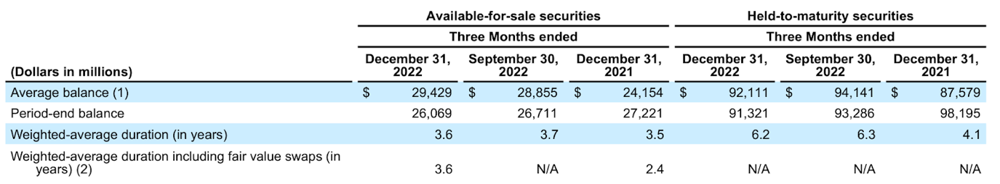 Available-for-sale securities Held-to-maturity securities
Three Months ended Three Months ended
(Dollars in millions) December 31, 2022 September 30, 2022 December 31, 2021 December 31, 2022 September 30, 2022 December 31, 2021
Average balance (1) $ 29,429 $ 28,855 $ 24,154 $ 92,111 $ 94,141 $ 87,579
Period-end balance 26,069 26,711 27,221 91,321 93,286 98,195
Weighted-average duration (in years) 3.6 3.7 3.5 6.2 6.3 4.1
Weighted-average duration including fair value swaps (in
years) (2) 3.6 N/A 2.4 N/A N/A N/A